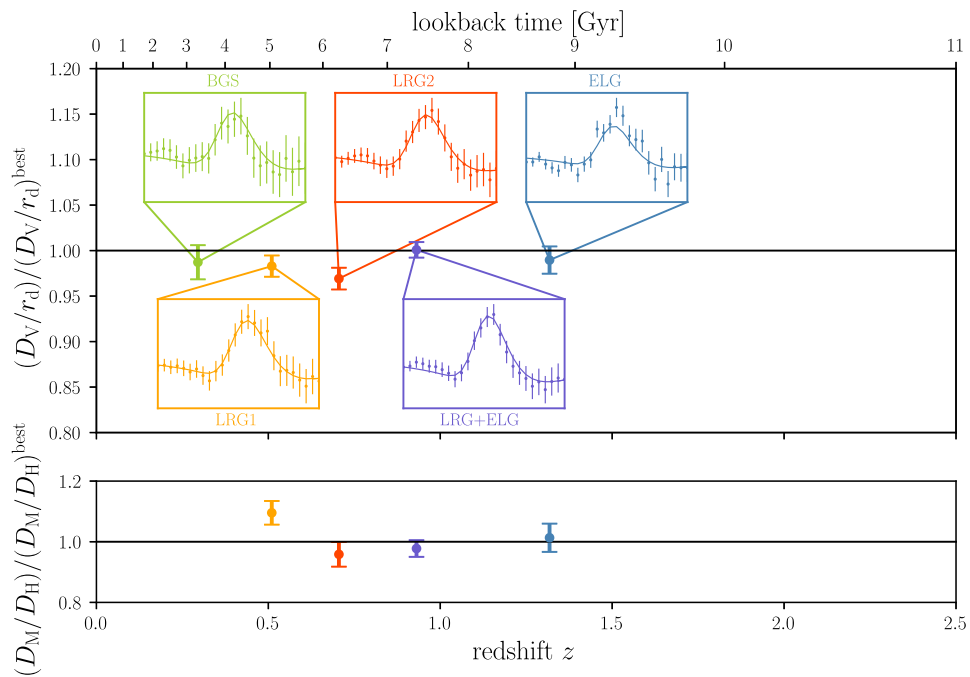 lookback time [Gyr]
0 1 2 3 4 5 6 7 8 9 10 11
(D_V/r_d)/(D_V/r_d)^best
1.20
1.15
1.10
1.05
1.00
0.95
0.90
0.85
0.80
BGS
LRG2
ELG
LRG1
LRG+ELG
(D_M/D_H)/(D_M/D_H)^best
1.2
1.0
0.8
0.0 0.5 1.0 1.5 2.0 2.5
redshift z